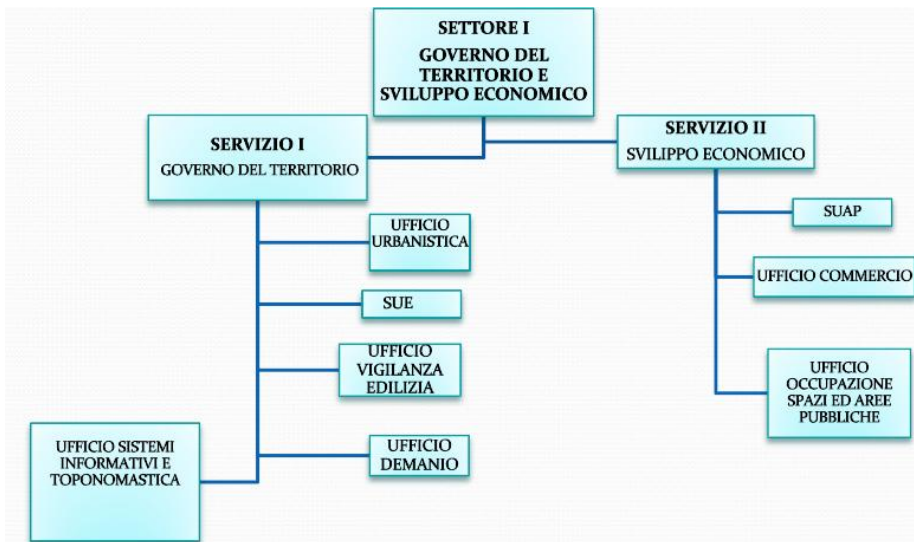 SETTORE I
GOVERNO DEL
TERRITORIO E
SVILUPPO ECONOMICO
SERVIZIO I
GOVERNO DEL TERRITORIO
UFFICIO
URBANISTICA
SUE
UFFICIO
VIGILANZA
EDILIZIA
UFFICIO
DEMANIO
UFFICIO SISTEMI
INFORMATIVI E
TOPONOMASTICA
SERVIZIO II
SVILIPPO ECONOMICO
SUAP
UFFICIO COMMERCIO
UFFICIO
OCCUPAZIONE
SPAZI ED AREE
PUBBLICHE